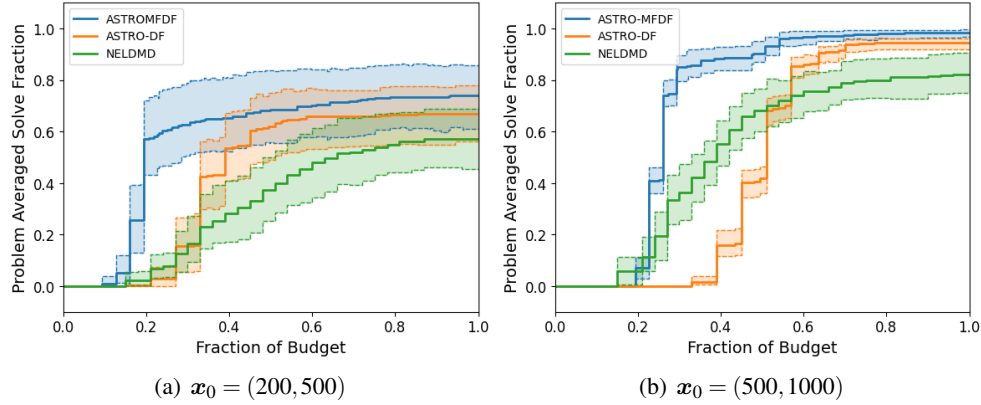 ASTROMFDF
ASTRO-DF
NELDMD
Problem Averaged Solve Fraction
1.0
0.8
0.6
0.4
0.2
0.0
0.0 0.2 0.4 0.6 0.8 1.0
Fraction of Budget
(a) x₀ = (200,500)
ASTRO-MFDF
ASTRO-DF
NELDMD
Problem Averaged Solve Fraction
1.0
0.8
0.6
0.4
0.2
0.0
0.0 0.2 0.4 0.6 0.8 1.0
Fraction of Budget
(b) x₀ = (500,1000)